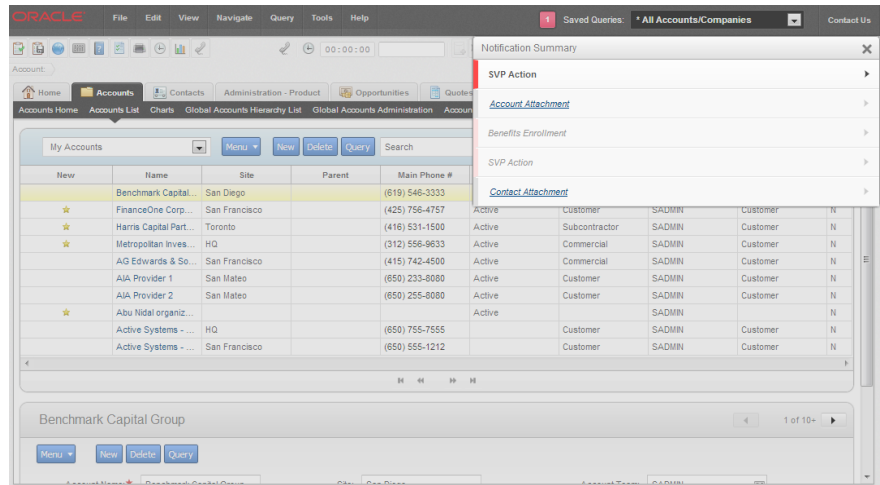 ORACLE File Edit View Navigate Query Tools Help 1 Saved Queries: * All Accounts/Companies Contact Us
00:00:00
Notification Summary
Account:
SVP Action
Account Attachment
Benefits Enrollment
SVP Action
Contact Attachment
Home Accounts Contacts Administration - Product Opportunities Quotes
Accounts Home Accounts List Charts Global Accounts Hierarchy List Global Accounts Administration Accoun
My Accounts Menu New Delete Query Search
New Name Site Parent Main Phone #
Benchmark Capital... San Diego (619) 546-3333
FinanceOne Corp... San Francisco (425) 756-4757 Active Customer SADMIN Customer N
Harris Capital Part... Toronto (416) 531-1500 Active Subcontractor SADMIN Customer N
Metropolitan Inves... HQ (312) 556-9633 Active Commercial SADMIN Customer N
AG Edwards & So... San Francisco (415) 742-4500 Active Commercial SADMIN Customer N
AIA Provider 1 San Mateo (650) 233-8080 Active Customer SADMIN Customer N
AIA Provider 2 San Mateo (650) 255-8080 Active Customer SADMIN Customer N
Abu Nidal organiz... Active SADMIN N
Active Systems - ... HQ (650) 755-7555 Customer SADMIN Customer N
Active Systems - ... San Francisco (650) 555-1212 Customer SADMIN Customer N
Benchmark Capital Group 1 of 10+
Menu New Delete Query
Account Name:* Benchmark Capital Group Site: San Diego Account Team: SADMIN